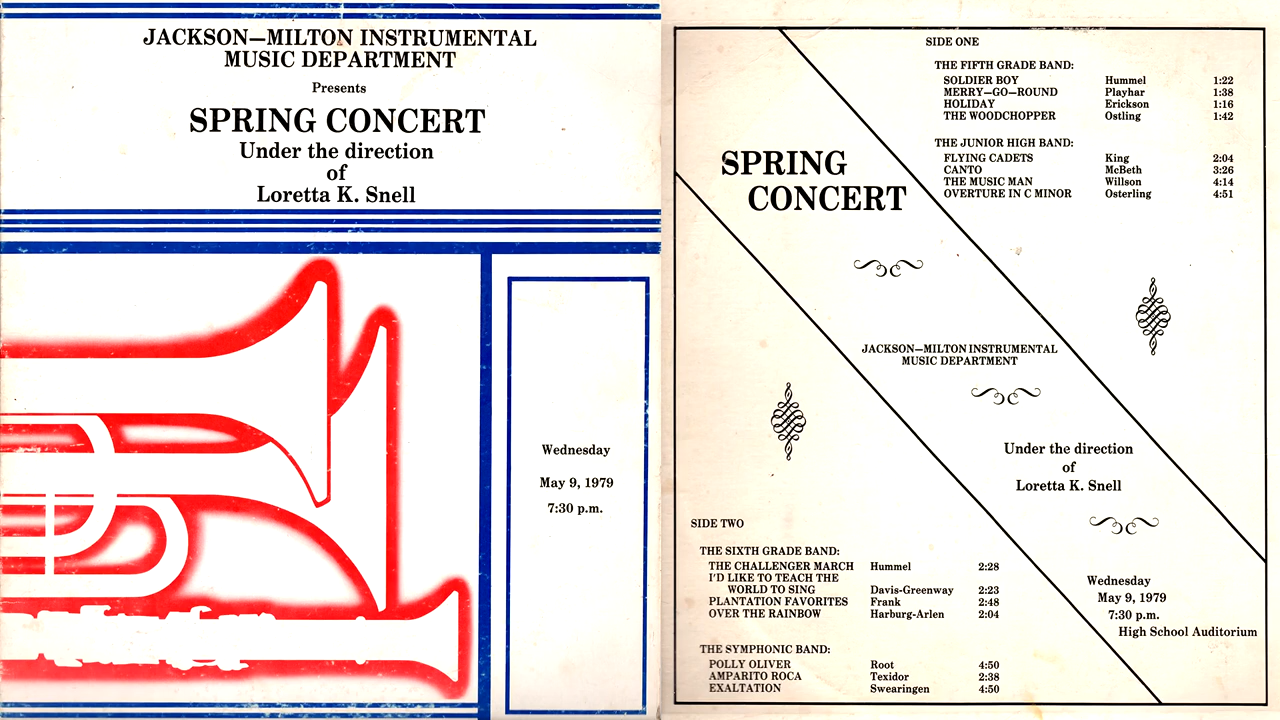 JACKSON—MILTON INSTRUMENTAL
MUSIC DEPARTMENT
Presents
SPRING CONCERT
Under the direction
of
Loretta K. Snell
Wednesday
May 9, 1979
7:30 p.m.
SIDE ONE
THE FIFTH GRADE BAND:
SOLDIER BOY Hummel 1:22
MERRY—GO—ROUND Playhar 1:38
HOLIDAY Erickson 1:16
THE WOODCHOPPER Ostling 1:42
THE JUNIOR HIGH BAND:
FLYING CADETS King 2:04
CANTO McBeth 3:26
THE MUSIC MAN Willson 4:14
OVERTURE IN C MINOR Osterling 4:51
SPRING
CONCERT
JACKSON—MILTON INSTRUMENTAL
MUSIC DEPARTMENT
Under the direction
of
Loretta K. Snell
Wednesday
May 9, 1979
7:30 p.m.
High School Auditorium
SIDE TWO
THE SIXTH GRADE BAND:
THE CHALLENGER MARCH Hummel 2:28
I'D LIKE TO TEACH THE
WORLD TO SING Davis-Greenway 2:23
PLANTATION FAVORITES Frank 2:48
OVER THE RAINBOW Harburg-Arlen 2:04
THE SYMPHONIC BAND:
POLLY OLIVER Root 4:50
AMPARITO ROCA Texidor 2:38
EXALTATION Swearingen 4:50